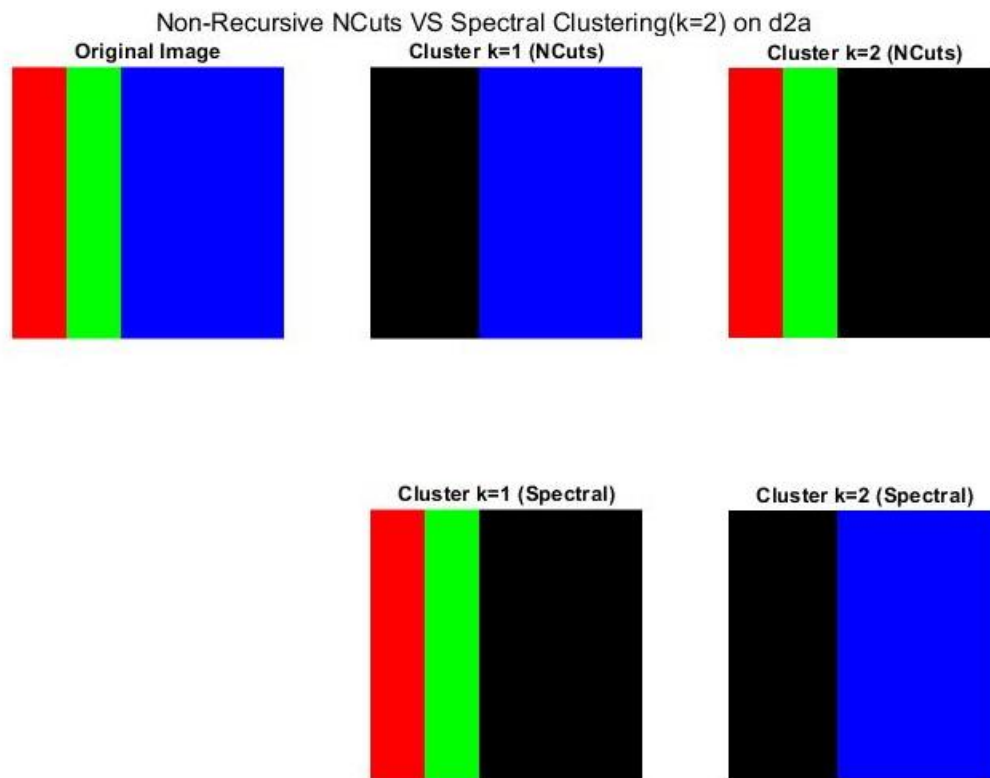 Non-Recursive NCuts VS Spectral Clustering(k=2) on d2a
Original Image
Cluster k=1 (NCuts)
Cluster k=2 (NCuts)
Cluster k=1 (Spectral)
Cluster k=2 (Spectral)